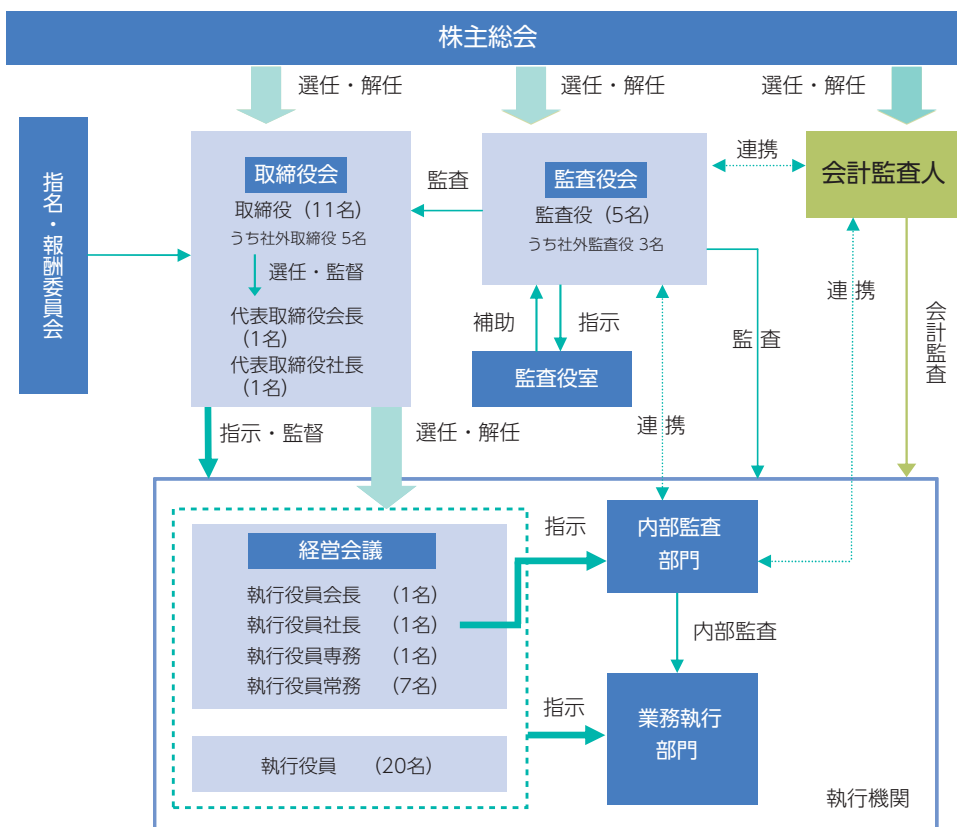 株主総会
選任・解任
選任・解任
選任・解任
指名・報酬委員会
取締役会
取締役（11名）
うち社外取締役 5名
選任・監督
代表取締役会長
（1名）
代表取締役社長
（1名）
監査
監査役会
監査役（5名）
うち社外監査役 3名
連携
会計監査人
補助
指示
監査役室
監査
連携
連携
会計監査
指示・監督
選任・解任
経営会議
執行役員会長　（1名）
執行役員社長　（1名）
執行役員専務　（1名）
執行役員常務　（7名）
執行役員　（20名）
指示
内部監査
部門
内部監査
指示
業務執行
部門
執行機関